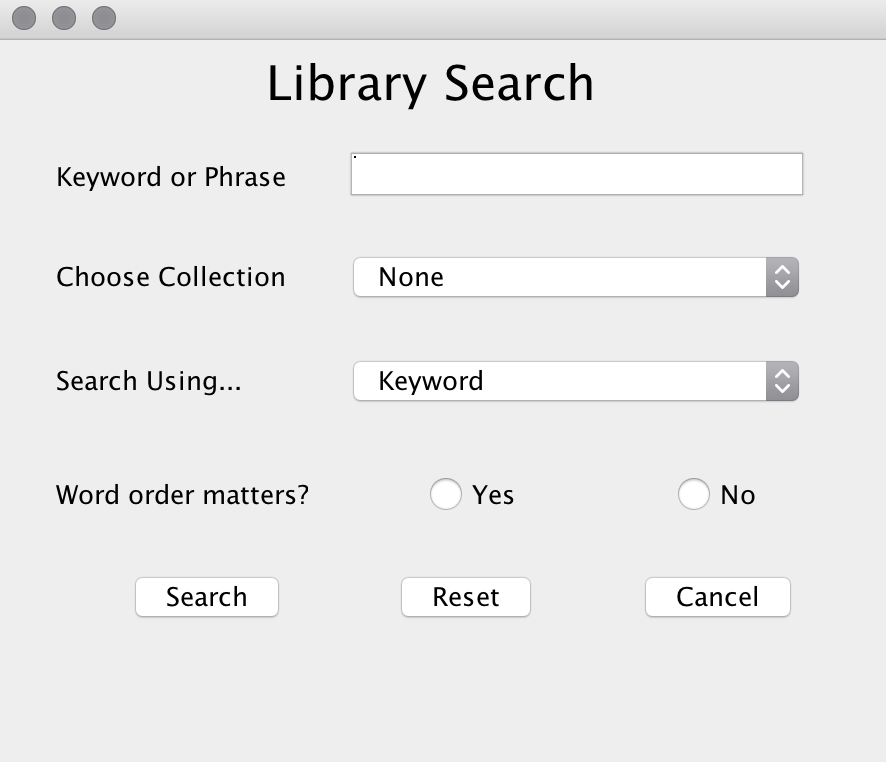 Library Search
Keyword or Phrase
Choose Collection None
Search Using... Keyword
Word order matters? Yes No
Search Reset Cancel